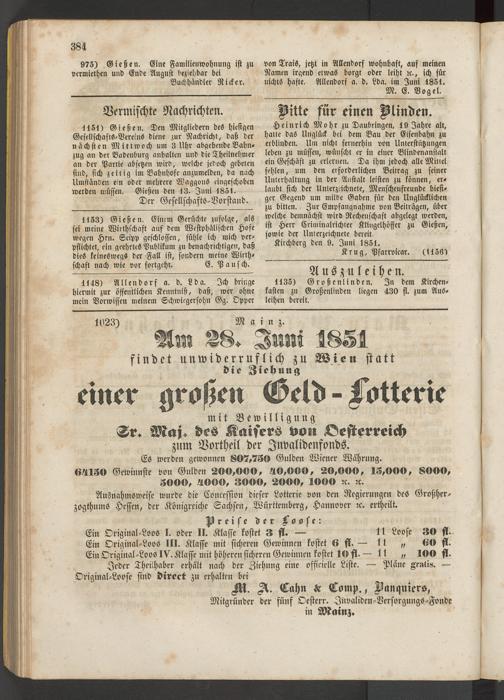 384
975) Gießen. Eine Familienwohnung ist zu
vermiethen und Ende August beziehbar bei
Buchhändler Ricker.
Vermischte Nachrichten.
1151) Gießen. Den Mitgliedern des hiesigen
Gesellschafts-Vereins diene zur Nachricht, daß der
nächsten Mittwoch um 3 Uhr abgehende Bahn-
zug an der Badenburg anhalten und die Theilnehmer
an der Partie absetzen wird, welche jedoch gebeten
sind, sich zeitig im Bahnhofe anzumelden, da nach
Umständen ein oder mehrere Waggons eingeschoben
werden müssen. Gießen den 13. Juni 1851.
Der Gesellschafts-Vorstand.
1153) Gießen. Einem Gerüchte zufolge, als
sei meine Wirthschaft auf dem Westphälischen Hofe
wegen Hrn. Seipp geschlossen, fühle ich mich ver-
pflichtet, ein geehrtes Publikum zu benachrichtigen, daß
dies keineswegs der Fall ist, sondern meine Wirth-
schaft nach wie vor fortgeht. C. Pausch.
1148) Allendorf a. d. Lda. Ich bringe
hiermit zur öffentlichen Kenntniß, daß, wer ohne
mein Vorwissen meinem Schwiegersohn Gg. Opper
von Trais, jetzt in Allendorf wohnhaft, auf meinen
Namen irgend etwas borgt oder leiht ꝛc., ich für
nichts hafte. Allendorf a. d. Lda. im Juni 1851.
M. C. Vogel.
Bitte für einen Blinden.
Heinrich Mohr zu Daubringen, 19 Jahre alt,
hatte das Unglück bei dem Bau der Eisenbahn zu
erblinden. Um nicht fernerhin von Unterstützungen
leben zu müssen, wünscht er in einer Blindenanstalt
ein Geschäft zu erlernen. Da ihm jedoch alle Mittel
fehlen, um den erforderlichen Beitrag zu seiner
Unterhaltung in der Anstalt leisten zu können, er-
laubt sich der Unterzeichnete, Menschenfreunde hiesi-
ger Gegend um milde Gaben für den Unglücklichen
zu bitten. Zur Empfangnahme von Beiträgen, über
welche demnächst wird Rechenschaft abgelegt werden,
ist Herr Criminalrichter Klingelhöffer zu Gießen,
sowie der Unterzeichnete bereit.
Kirchberg den 9. Juni 1851.
Krug, Pfarrvicar. (1156)
Auszuleihen.
1135) Großenlinden. In dem Kirchen-
kasten zu Großenlinden liegen 430 fl. zum Aus-
leihen bereit.
1023) Mainz.
Am 28. Juni 1851
findet unwiderruflich zu Wien statt
die Ziehung
einer großen Geld-Lotterie
mit Bewilligung
Sr. Maj. des Kaisers von Oesterreich
zum Vortheil der Invalidenfonds.
Es werden gewonnen 807,750 Gulden Wiener Währung.
64150 Gewinnste von Gulden 200,000, 40,000, 20,000, 15,000, 8000,
5000, 4000, 3000, 2000, 1000 ꝛc. ꝛc.
Ausnahmsweise wurde die Concession dieser Lotterie von den Regierungen des Großher-
zogthums Hessen, der Königreiche Sachsen, Württemberg, Hannover ꝛc. ertheilt.
Preise der Loose:
Ein Original-Loos I. oder II. Klasse kostet 3 fl. — 11 Loose 30 fl.
Ein Original-Loos III. Klasse mit sicheren Gewinnen kostet 6 fl. — 11 „ 60 fl.
Ein Original-Loos IV. Klasse mit höheren sicheren Gewinnen kostet 10 fl. — 11 „ 100 fl.
Jeder Theilhaber erhält nach der Ziehung eine officielle Liste. — Pläne gratis. —
Original-Loose sind direct zu erhalten bei
M. A. Cahn & Comp., Banquiers,
Mitgründer der fünf Oesterr. Invaliden-Versorgungs-Fonde
in Mainz.